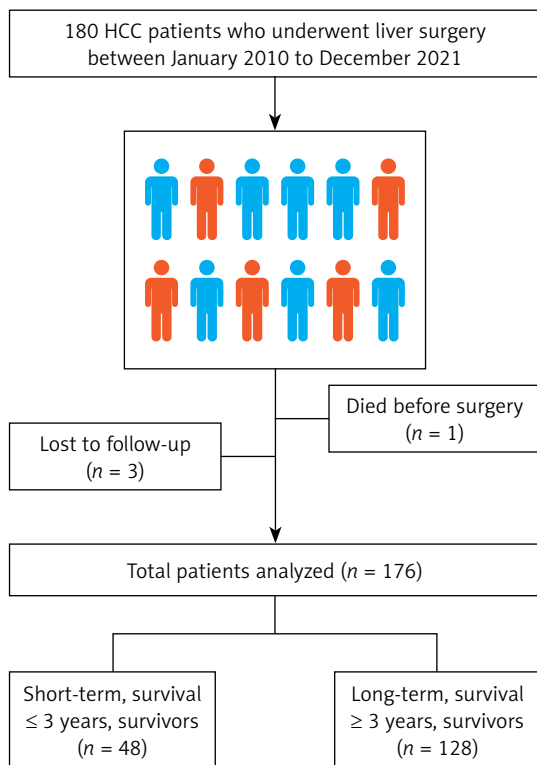 180 HCC patients who underwent liver surgery
between January 2010 to December 2021
Died before surgery
(n = 1)
Lost to follow-up
(n = 3)
Total patients analyzed (n = 176)
Short-term, survival
≤ 3 years, survivors
(n = 48)
Long-term, survival
≥ 3 years, survivors
(n = 128)